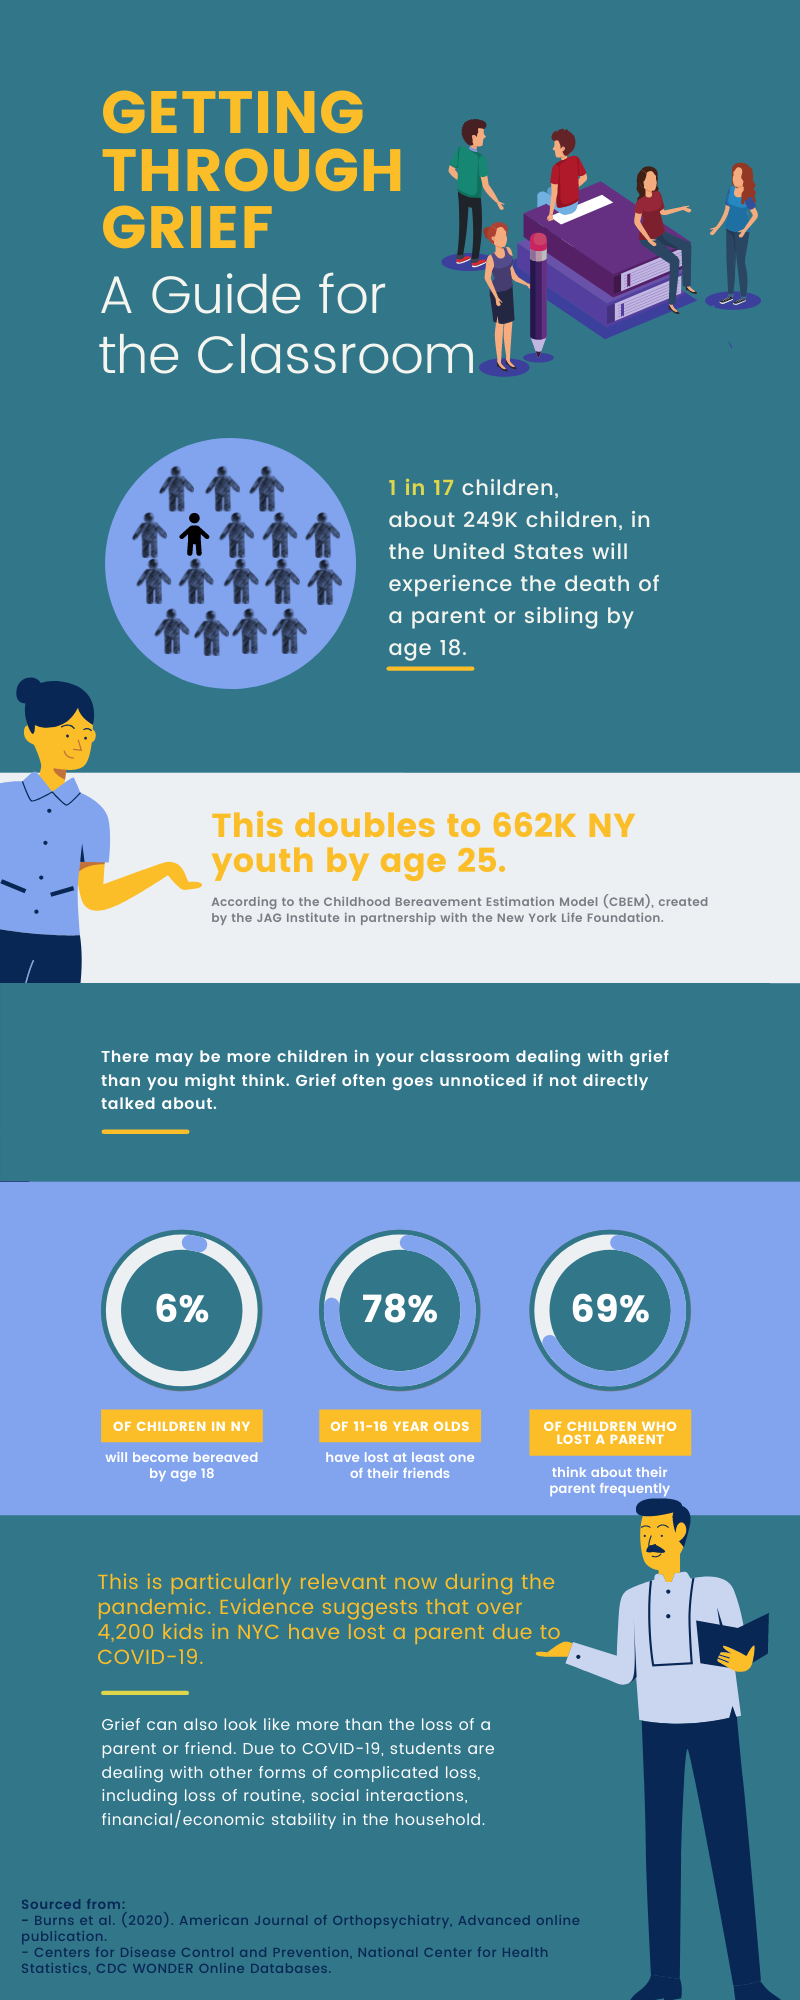 GETTING
THROUGH
GRIEF
A Guide for
the Classroom
1 in 17 children,
about 249K children, in
the United States will
experience the death of
a parent or sibling by
age 18.
This doubles to 662K NY
youth by age 25.
According to the Childhood Bereavement Estimation Model (CBEM), created
by the JAG Institute in partnership with the New York Life Foundation.
There may be more children in your classroom dealing with grief
than you might think. Grief often goes unnoticed if not directly
talked about.
6%
OF CHILDREN IN NY
will become bereaved
by age 18
78%
OF 11-16 YEAR OLDS
have lost at least one
of their friends
69%
OF CHILDREN WHO
LOST A PARENT
think about their
parent frequently
This is particularly relevant now during the
pandemic. Evidence suggests that over
4,200 kids in NYC have lost a parent due to
COVID-19.
Grief can also look like more than the loss of a
parent or friend. Due to COVID-19, students are
dealing with other forms of complicated loss,
including loss of routine, social interactions,
financial/economic stability in the household.
Sourced from:
- Burns et al. (2020). American Journal of Orthopsychiatry, Advanced online
publication.
- Centers for Disease Control and Prevention, National Center for Health
Statistics, CDC WONDER Online Databases.